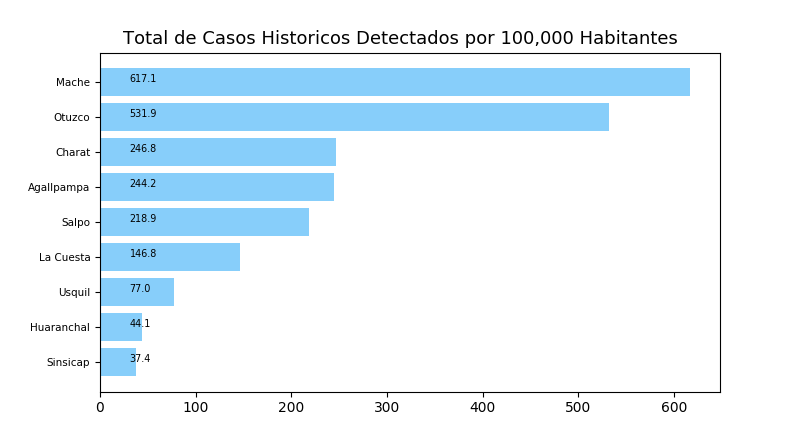 Total de Casos Historicos Detectados por 100,000 Habitantes
Mache 617.1
Otuzco 531.9
Charat 246.8
Agallpampa 244.2
Salpo 218.9
La Cuesta 146.8
Usquil 77.0
Huaranchal 44.1
Sinsicap 37.4
0 100 200 300 400 500 600